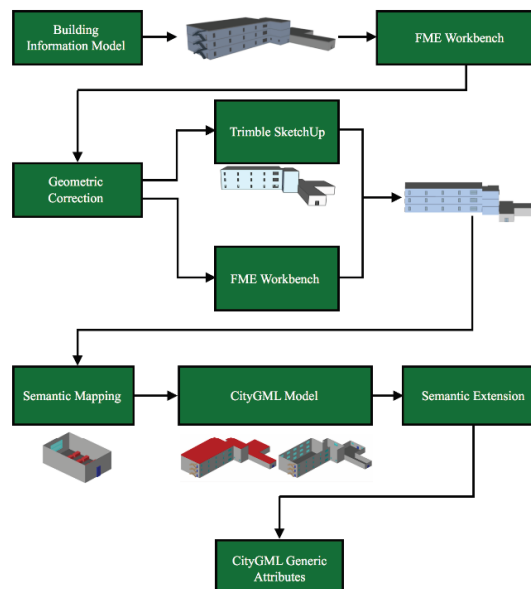 Building
Information Model
FME Workbench
Trimble SketchUp
Geometric
Correction
FME Workbench
Semantic Mapping
CityGML Model
Semantic Extension
CityGML Generic
Attributes